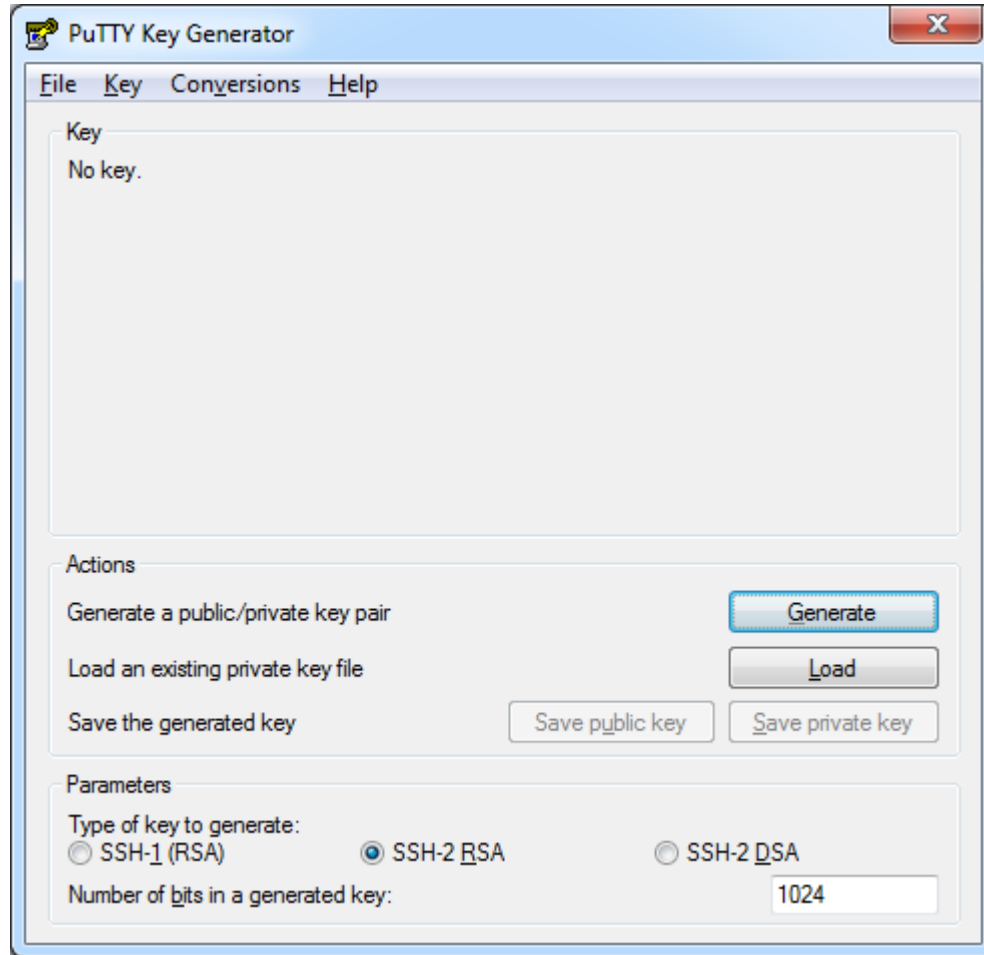 PuTTY Key Generator
File Key Conversions Help
Key
No key.
Actions
Generate a public/private key pair Generate
Load an existing private key file Load
Save the generated key Save public key Save private key
Parameters
Type of key to generate:
SSH-1 (RSA) SSH-2 RSA SSH-2 DSA
Number of bits in a generated key: 1024